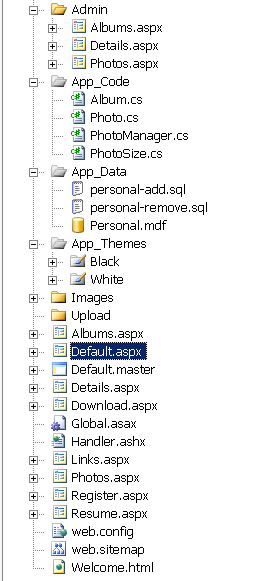 Admin
Albums.aspx
Details.aspx
Photos.aspx
App_Code
Album.cs
Photo.cs
PhotoManager.cs
PhotoSize.cs
App_Data
personal-add.sql
personal-remove.sql
Personal.mdf
App_Themes
Black
White
Images
Upload
Albums.aspx
Default.aspx
Default.master
Details.aspx
Download.aspx
Global.asax
Handler.ashx
Links.aspx
Photos.aspx
Register.aspx
Resume.aspx
web.config
web.sitemap
Welcome.html